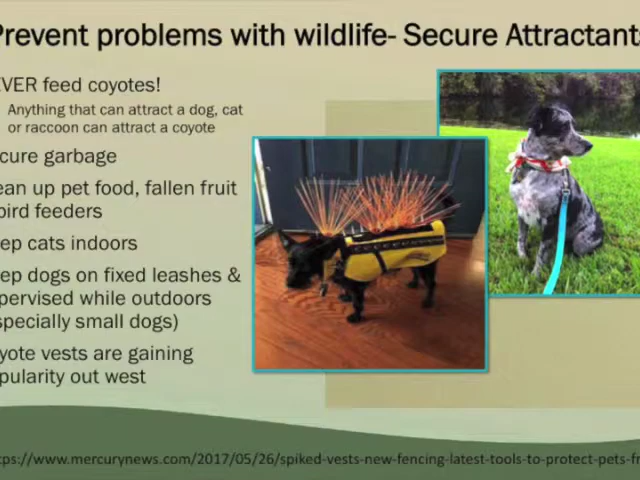 Prevent problems with wildlife- Secure Attractants
EVER feed coyotes!
Anything that can attract a dog, cat
or raccoon can attract a coyote
cure garbage
ean up pet food, fallen fruit
bird feeders
ep cats indoors
ep dogs on fixed leashes &
pervised while outdoors
specially small dogs)
yote vests are gaining
pularity out west
tps://www.mercurynews.com/2017/05/26/spiked-vests-new-fencing-latest-tools-to-protect-pets-fr